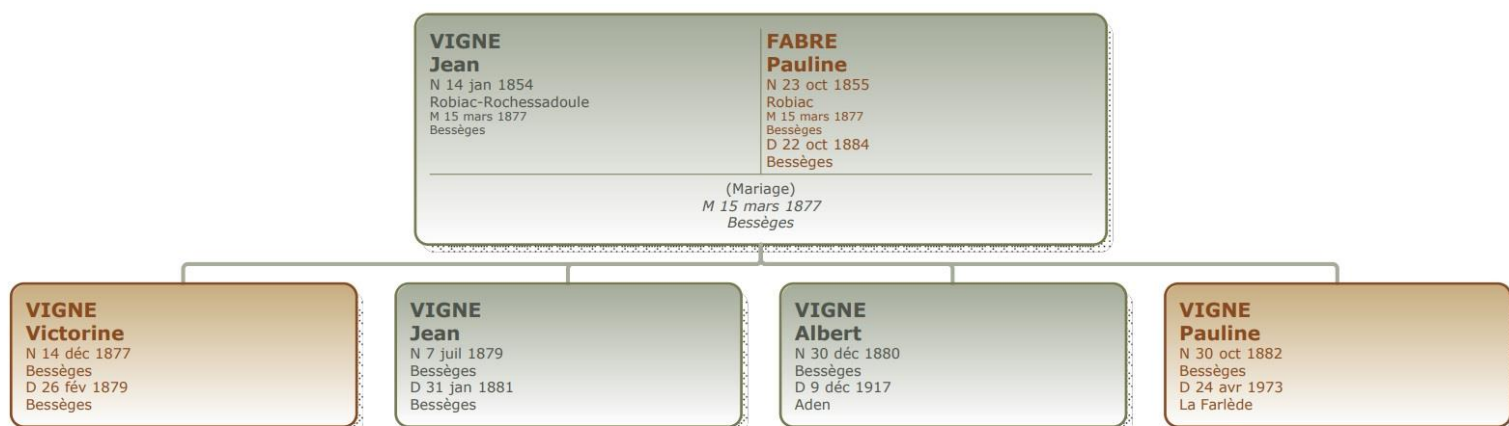 VIGNE
Jean
N 14 jan 1854
Robiac-Rochessadoule
M 15 mars 1877
Bessèges
FABRE
Pauline
N 23 oct 1855
Robiac
M 15 mars 1877
Bessèges
D 22 oct 1884
Bessèges
(Mariage)
M 15 mars 1877
Bessèges
VIGNE
Victorine
N 14 déc 1877
Bessèges
D 26 fév 1879
Bessèges
VIGNE
Jean
N 7 juil 1879
Bessèges
D 31 jan 1881
Bessèges
VIGNE
Albert
N 30 déc 1880
Bessèges
D 9 déc 1917
Aden
VIGNE
Pauline
N 30 oct 1882
Bessèges
D 24 avr 1973
La Farlède